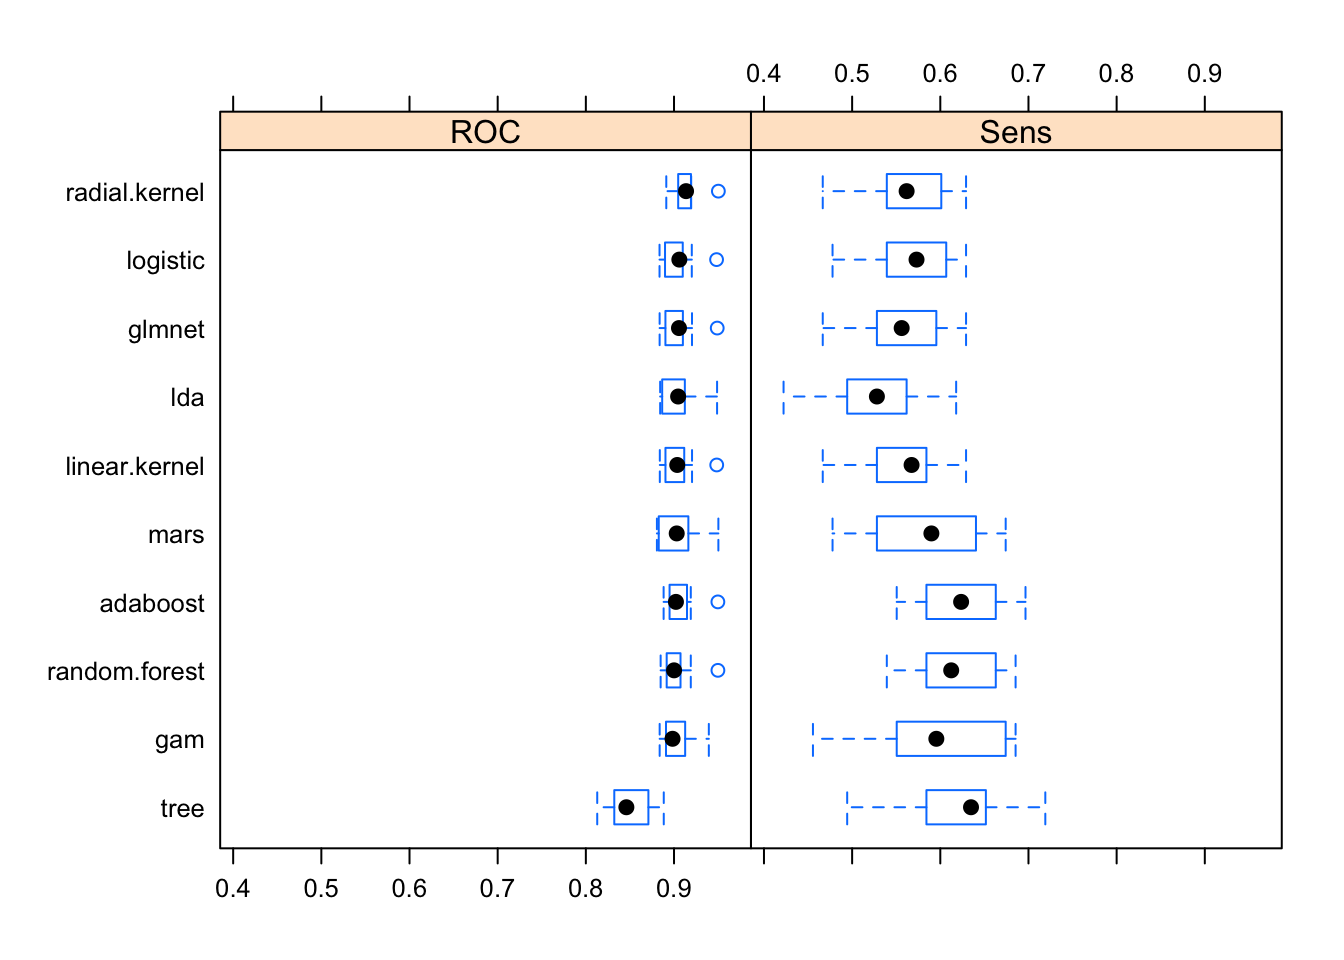 0.4 0.5 0.6 0.7 0.8 0.9
ROC Sens
radial.kernel
logistic
glmnet
lda
linear.kernel
mars
adaboost
random.forest
gam
tree
0.4 0.5 0.6 0.7 0.8 0.9